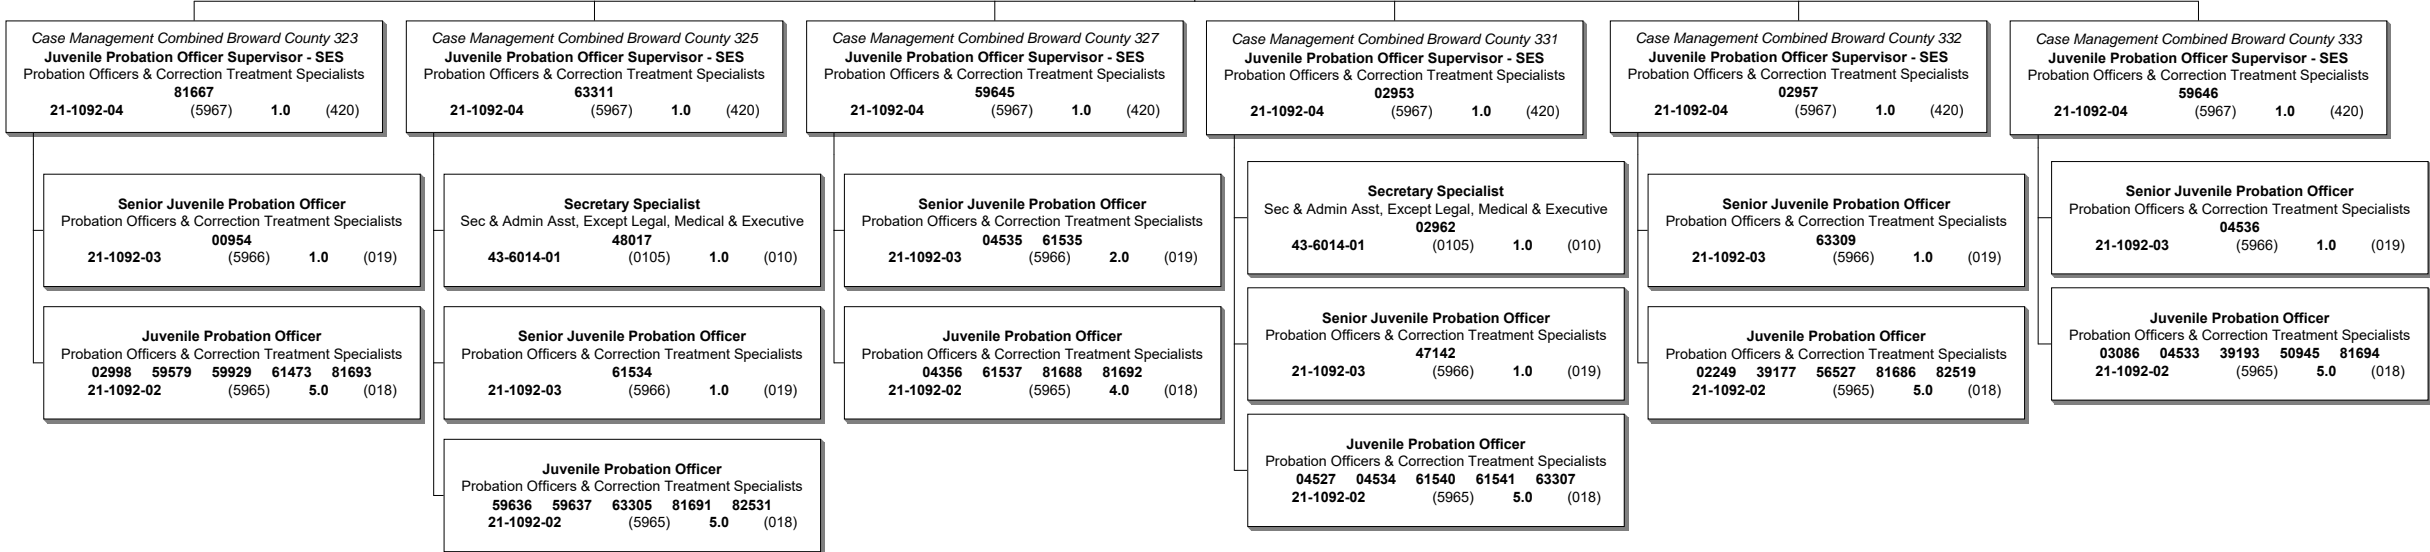 Case Management Combined Broward County 323
Juvenile Probation Officer Supervisor - SES
Probation Officers & Correction Treatment Specialists
81667
21-1092-04 (5967) 1.0 (420)
Senior Juvenile Probation Officer
Probation Officers & Correction Treatment Specialists
00954
21-1092-03 (5966) 1.0 (019)
Juvenile Probation Officer
Probation Officers & Correction Treatment Specialists
02998 59579 59929 61473 81693
21-1092-02 (5965) 5.0 (018)
Case Management Combined Broward County 325
Juvenile Probation Officer Supervisor - SES
Probation Officers & Correction Treatment Specialists
63311
21-1092-04 (5967) 1.0 (420)
Secretary Specialist
Sec & Admin Asst, Except Legal, Medical & Executive
48017
43-6014-01 (0105) 1.0 (010)
Senior Juvenile Probation Officer
Probation Officers & Correction Treatment Specialists
61534
21-1092-03 (5966) 1.0 (019)
Juvenile Probation Officer
Probation Officers & Correction Treatment Specialists
59636 59637 63305 81691 82531
21-1092-02 (5965) 5.0 (018)
Case Management Combined Broward County 327
Juvenile Probation Officer Supervisor - SES
Probation Officers & Correction Treatment Specialists
59645
21-1092-04 (5967) 1.0 (420)
Senior Juvenile Probation Officer
Probation Officers & Correction Treatment Specialists
04535 61535
21-1092-03 (5966) 2.0 (019)
Juvenile Probation Officer
Probation Officers & Correction Treatment Specialists
04356 61537 81688 81692
21-1092-02 (5965) 4.0 (018)
Case Management Combined Broward County 331
Juvenile Probation Officer Supervisor - SES
Probation Officers & Correction Treatment Specialists
02953
21-1092-04 (5967) 1.0 (420)
Secretary Specialist
Sec & Admin Asst, Except Legal, Medical & Executive
02962
43-6014-01 (0105) 1.0 (010)
Senior Juvenile Probation Officer
Probation Officers & Correction Treatment Specialists
47142
21-1092-03 (5966) 1.0 (019)
Juvenile Probation Officer
Probation Officers & Correction Treatment Specialists
04527 04534 61540 61541 63307
21-1092-02 (5965) 5.0 (018)
Case Management Combined Broward County 332
Juvenile Probation Officer Supervisor - SES
Probation Officers & Correction Treatment Specialists
02957
21-1092-04 (5967) 1.0 (420)
Senior Juvenile Probation Officer
Probation Officers & Correction Treatment Specialists
63309
21-1092-03 (5966) 1.0 (019)
Juvenile Probation Officer
Probation Officers & Correction Treatment Specialists
02249 39177 56527 81686 82519
21-1092-02 (5965) 5.0 (018)
Case Management Combined Broward County 333
Juvenile Probation Officer Supervisor - SES
Probation Officers & Correction Treatment Specialists
59646
21-1092-04 (5967) 1.0 (420)
Senior Juvenile Probation Officer
Probation Officers & Correction Treatment Specialists
04536
21-1092-03 (5966) 1.0 (019)
Juvenile Probation Officer
Probation Officers & Correction Treatment Specialists
03086 04533 39193 50945 81694
21-1092-02 (5965) 5.0 (018)